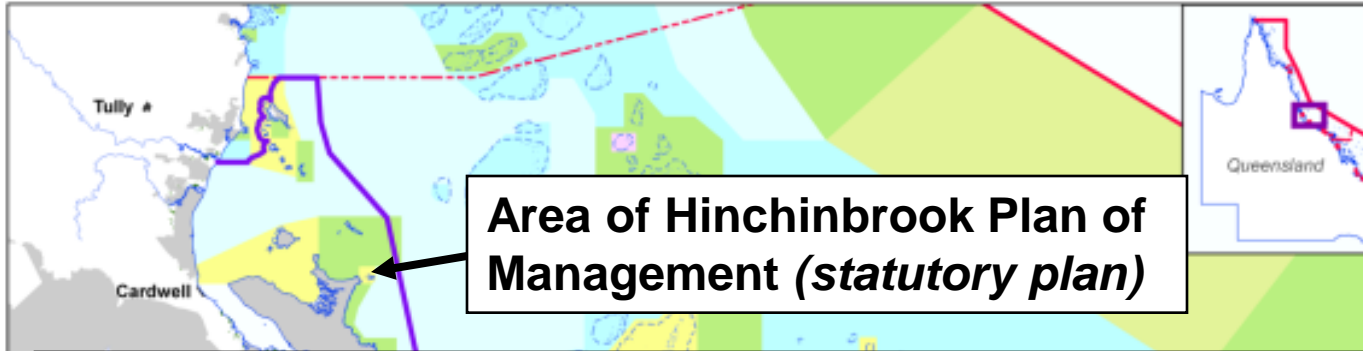 Tully
Queensland
Area of Hinchinbrook Plan of
Management (statutory plan)
Cardwell